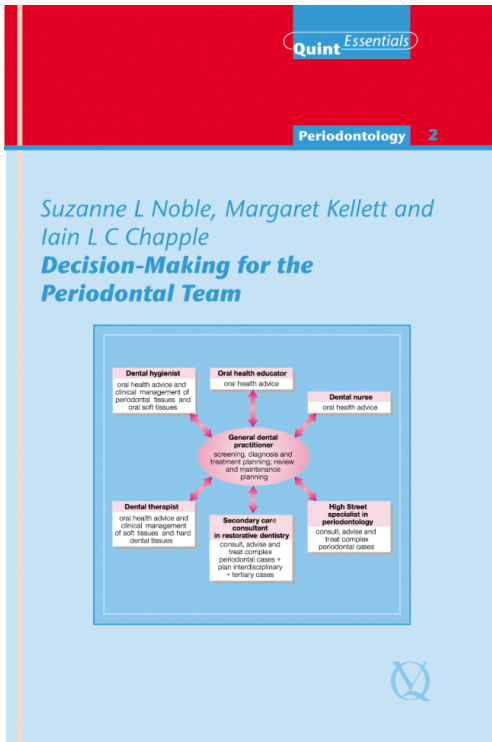 Quint Essentials
Periodontology 2
Suzanne L Noble, Margaret Kellett and
Iain L C Chapple
Decision-Making for the
Periodontal Team
Dental hygienist
oral health advice and
clinical management of
periodontal tissues and
oral soft tissues
Oral health educator
oral health advice
Dental nurse
oral health advice
General dental
practitioner
screening, diagnosis and
treatment planning; review
and maintenance
planning
Dental therapist
oral health advice and
clinical management
of soft tissues and hard
dental tissues
Secondary care
consultant
in restorative dentistry
consult, advise and
treat complex
periodontal cases +
plan interdisciplinary
+ tertiary cases
High Street
specialist in
periodontology
consult, advise and
treat complex
periodontal cases